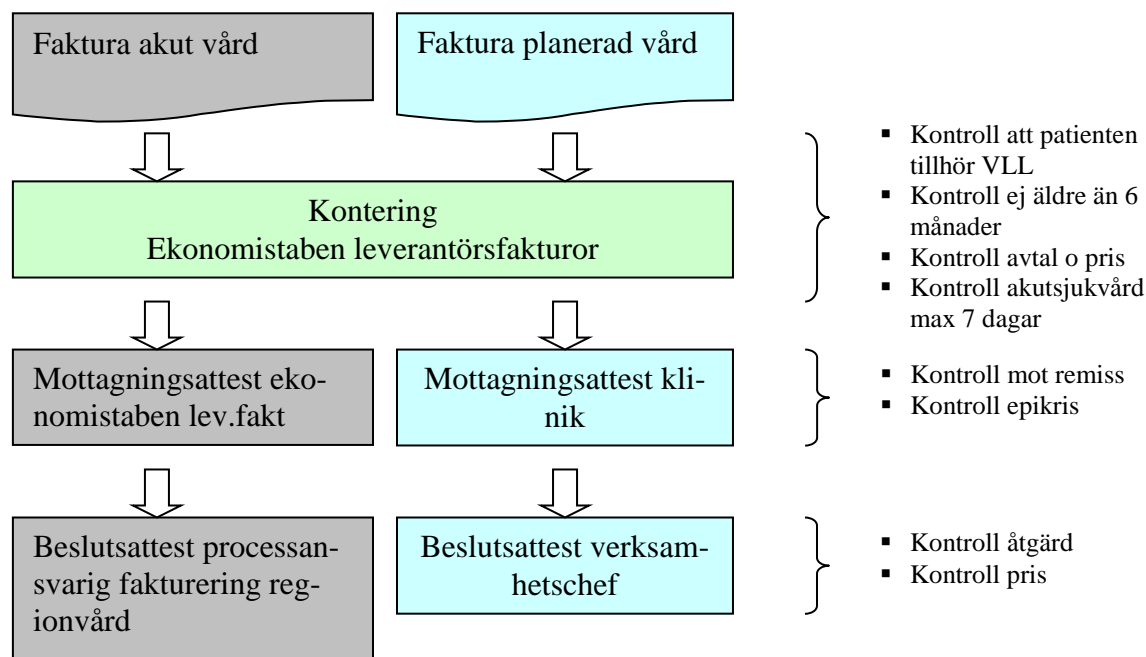 Faktura akut vård
Faktura planerad vård
Kontering
Ekonomistaben leverantörsfakturor
▪ Kontroll att patienten
tillhör VLL
▪ Kontroll ej äldre än 6
månader
▪ Kontroll avtal o pris
▪ Kontroll akutsjukvård
max 7 dagar
Mottagningsattest eko-
nomistaben lev.fakt
Mottagningsattest kli-
nik
▪ Kontroll mot remiss
▪ Kontroll epikris
Beslutsattest processan-
svarig fakturering reg-
ionvård
Beslutsattest verksam-
hetschef
▪ Kontroll åtgärd
▪ Kontroll pris